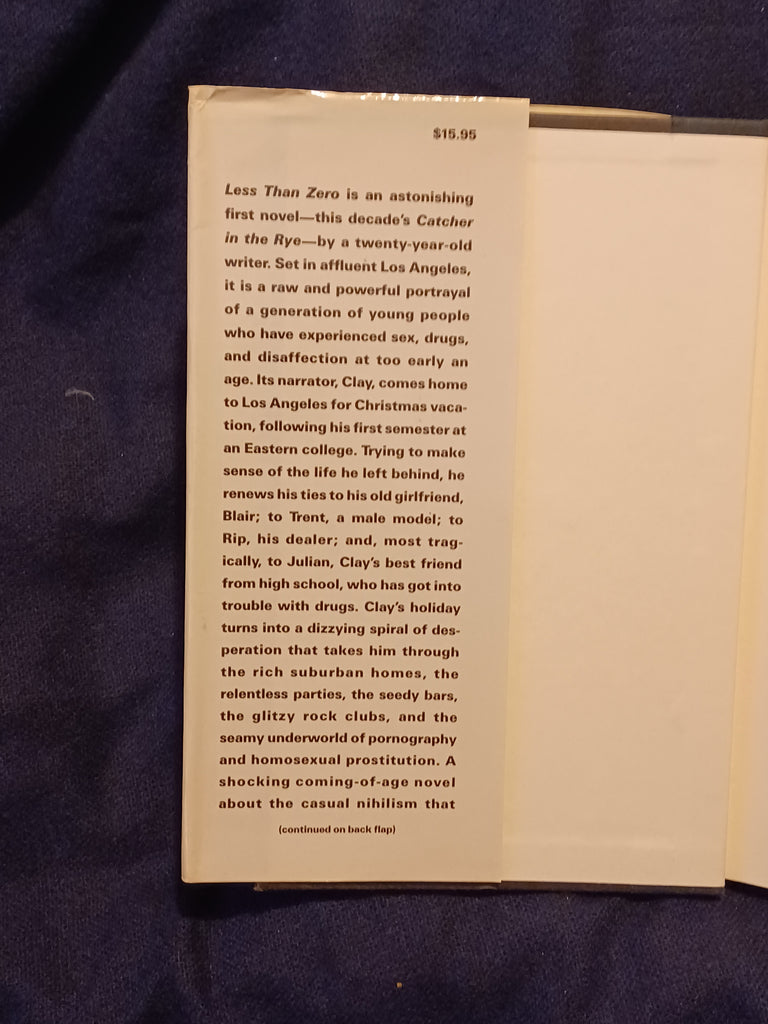 $15.95
Less Than Zero is an astonishing
first novel—this decade's Catcher
in the Rye—by a twenty-year-old
writer. Set in affluent Los Angeles,
it is a raw and powerful portrayal
of a generation of young people
who have experienced sex, drugs,
and disaffection at too early an
age. Its narrator, Clay, comes home
to Los Angeles for Christmas vaca-
tion, following his first semester at
an Eastern college. Trying to make
sense of the life he left behind, he
renews his ties to his old girlfriend,
Blair; to Trent, a male model; to
Rip, his dealer; and, most trag-
ically, to Julian, Clay's best friend
from high school, who has got into
trouble with drugs. Clay's holiday
turns into a dizzying spiral of des-
peration that takes him through
the rich suburban homes, the
relentless parties, the seedy bars,
the glitzy rock clubs, and the
seamy underworld of pornography
and homosexual prostitution. A
shocking coming-of-age novel
about the casual nihilism that
(continued on back flap)